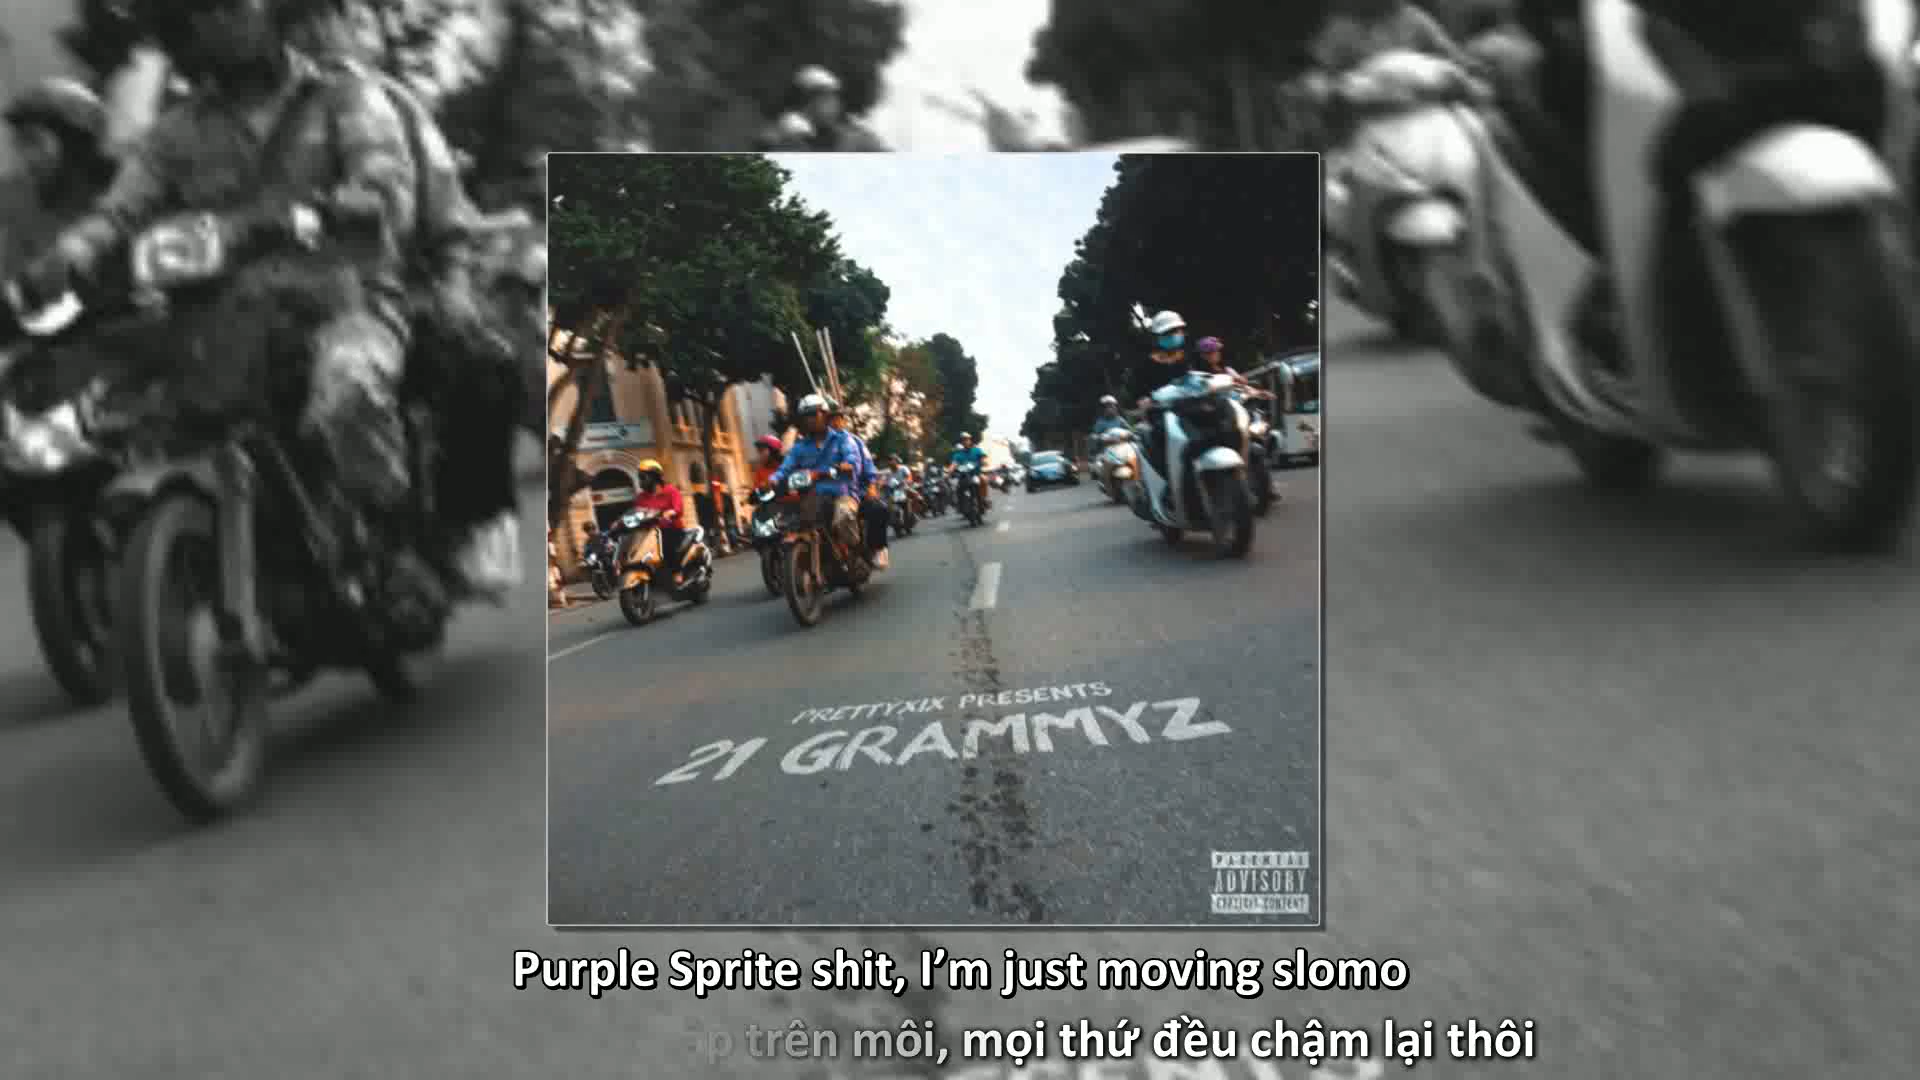 PRETTYXIX PRESENTS
21 GRAMMYZ
PARENTAL
ADVISORY
EXPLICIT CONTENT
Purple Sprite shit, I’m just moving slomo
trên môi, mọi thứ đều chậm lại thôi